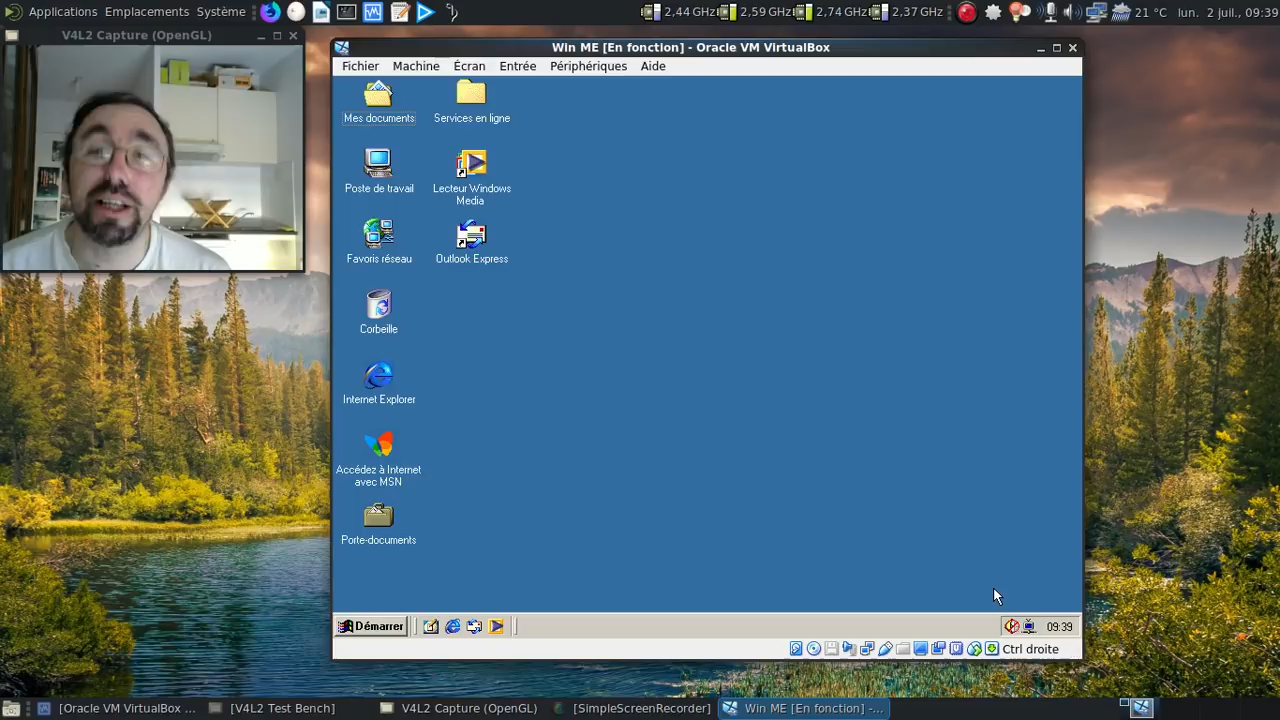 Applications Emplacements Système
2,44 GHz 2,59 GHz 2,74 GHz 2,37 GHz 21 °C lun. 2 juil., 09:39
V4L2 Capture (OpenGL)
Win ME [En fonction] - Oracle VM VirtualBox
Fichier Machine Écran Entrée Périphériques Aide
Mes documents
Services en ligne
Poste de travail
Lecteur Windows
Media
Favoris réseau
Outlook Express
Corbeille
Internet Explorer
Accédez à Internet
avec MSN
Porte-documents
Démarrer
09:39
Ctrl droite
[Oracle VM VirtualBox ... [V4L2 Test Bench] V4L2 Capture (OpenGL) [SimpleScreenRecorder] Win ME [En fonction] -...